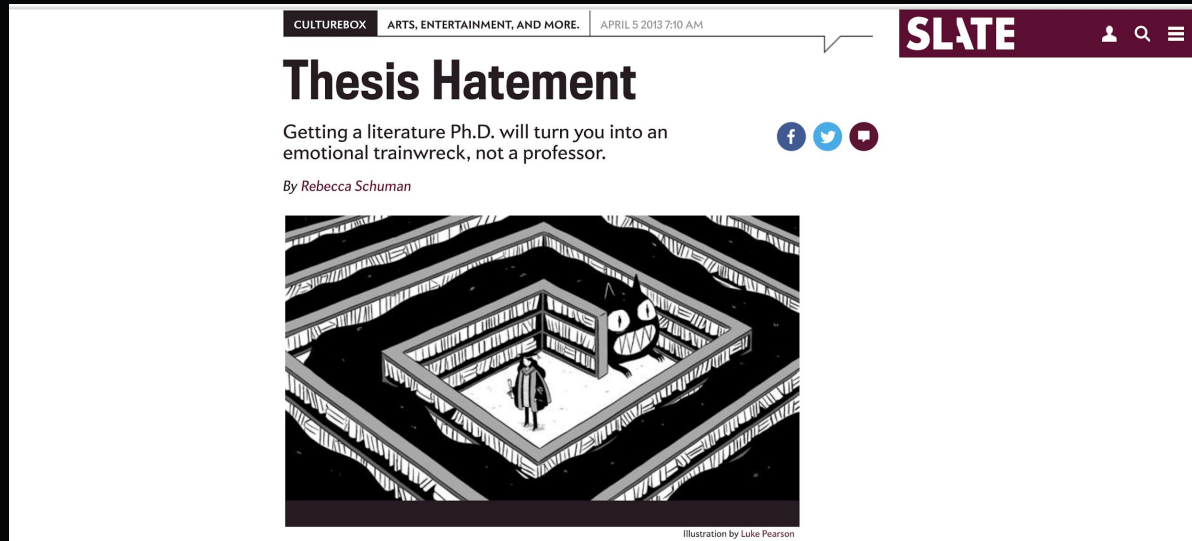 CULTUREBOX ARTS, ENTERTAINMENT, AND MORE. APRIL 5 2013 7:10 AM
SLATE
Thesis Hatement
Getting a literature Ph.D. will turn you into an
emotional trainwreck, not a professor.
By Rebecca Schuman
Illustration by Luke Pearson